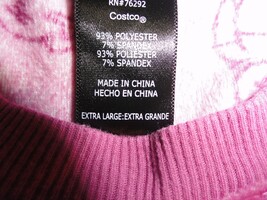 RN#76292
Costco®
93% POLYESTER
7% SPANDEX
93% POLIESTER
7% SPANDEX
MADE IN CHINA
HECHO EN CHINA
EXTRA LARGE:EXTRA GRANDE